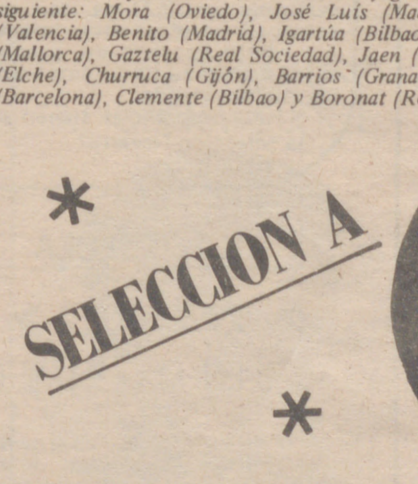 siguiente: Mora (Oviedo), José Luís (Ma
(Valencia), Benito (Madrid), Igartúa (Bilbao
(Mallorca), Gaztelu (Real Sociedad), Jaen (
(Elche), Churruca (Gijón), Barrios (Grana
(Barcelona), Clemente (Bilbao) y Boronat (R
* SELECCION A
*